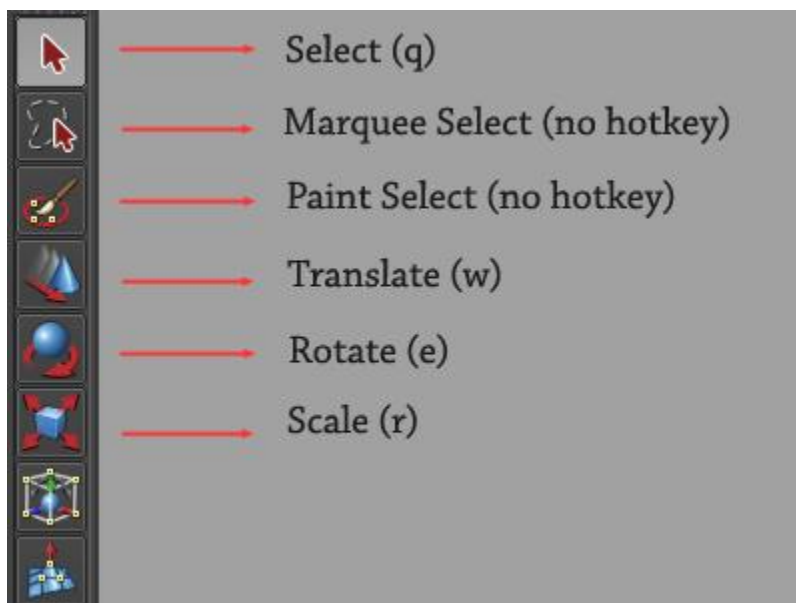 Select (q)
Marquee Select (no hotkey)
Paint Select (no hotkey)
Translate (w)
Rotate (e)
Scale (r)